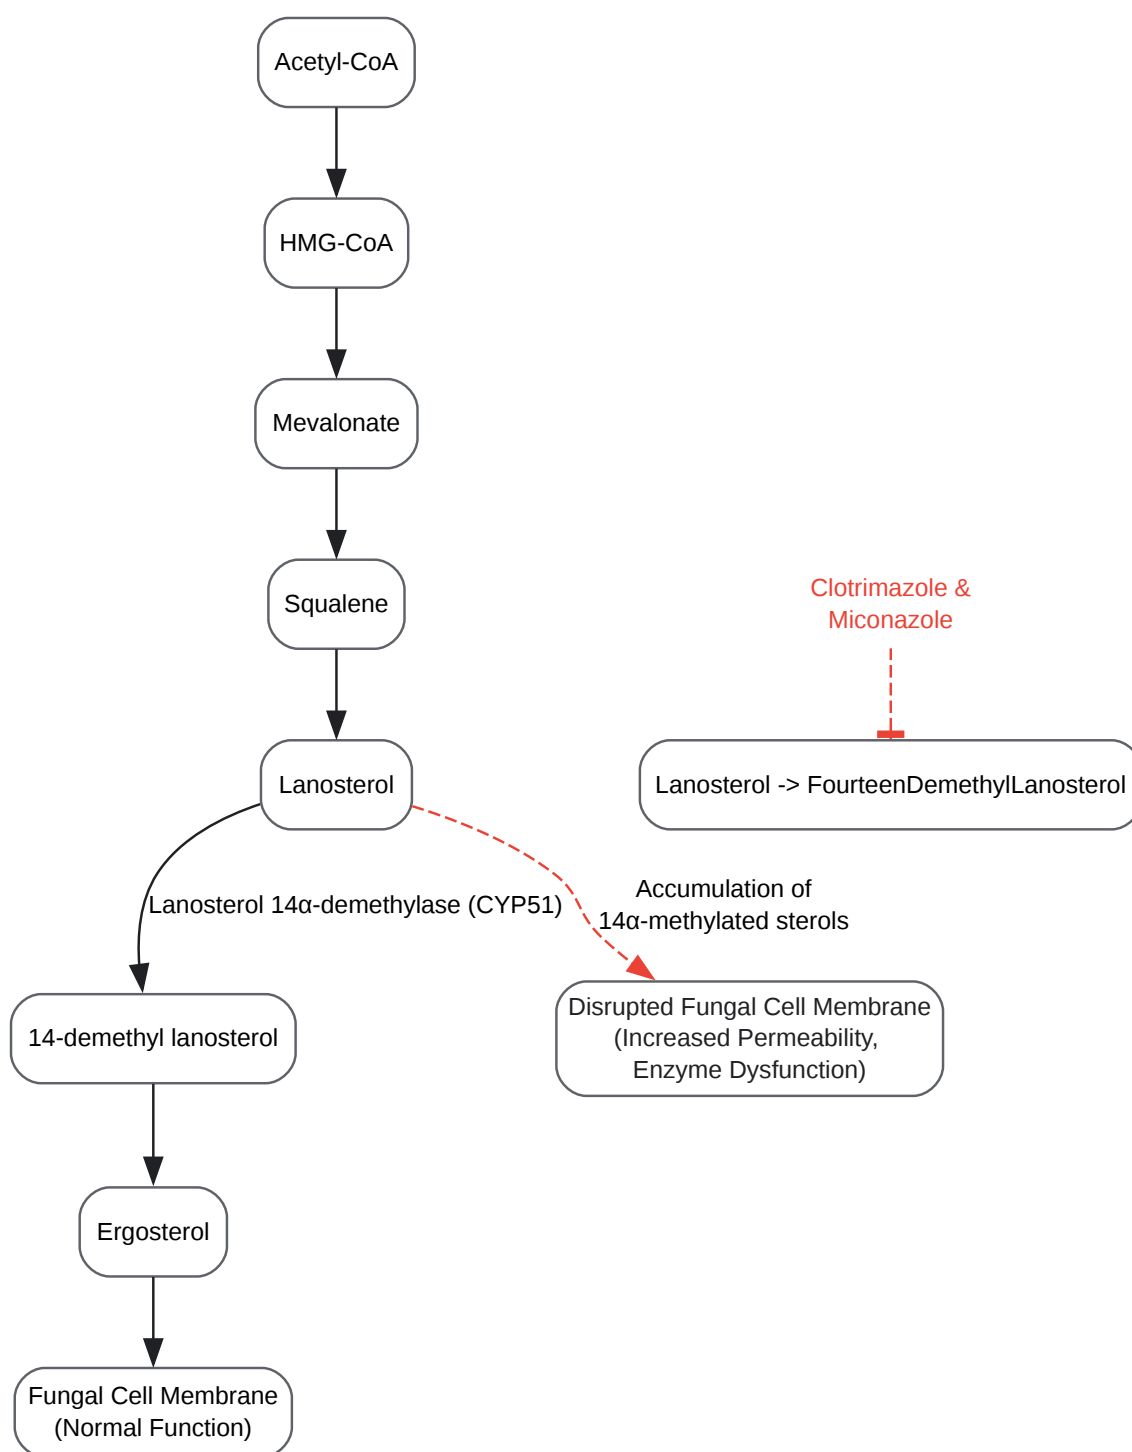 Acetyl-CoA
HMG-CoA
Mevalonate
Squalene
Clotrimazole &
Miconazole
Lanosterol
Lanosterol -> FourteenDemethylLanosterol
Lanosterol 14α-demethylase (CYP51)
Accumulation of
14α-methylated sterols
14-demethyl lanosterol
Disrupted Fungal Cell Membrane
(Increased Permeability,
Enzyme Dysfunction)
Ergosterol
Fungal Cell Membrane
(Normal Function)